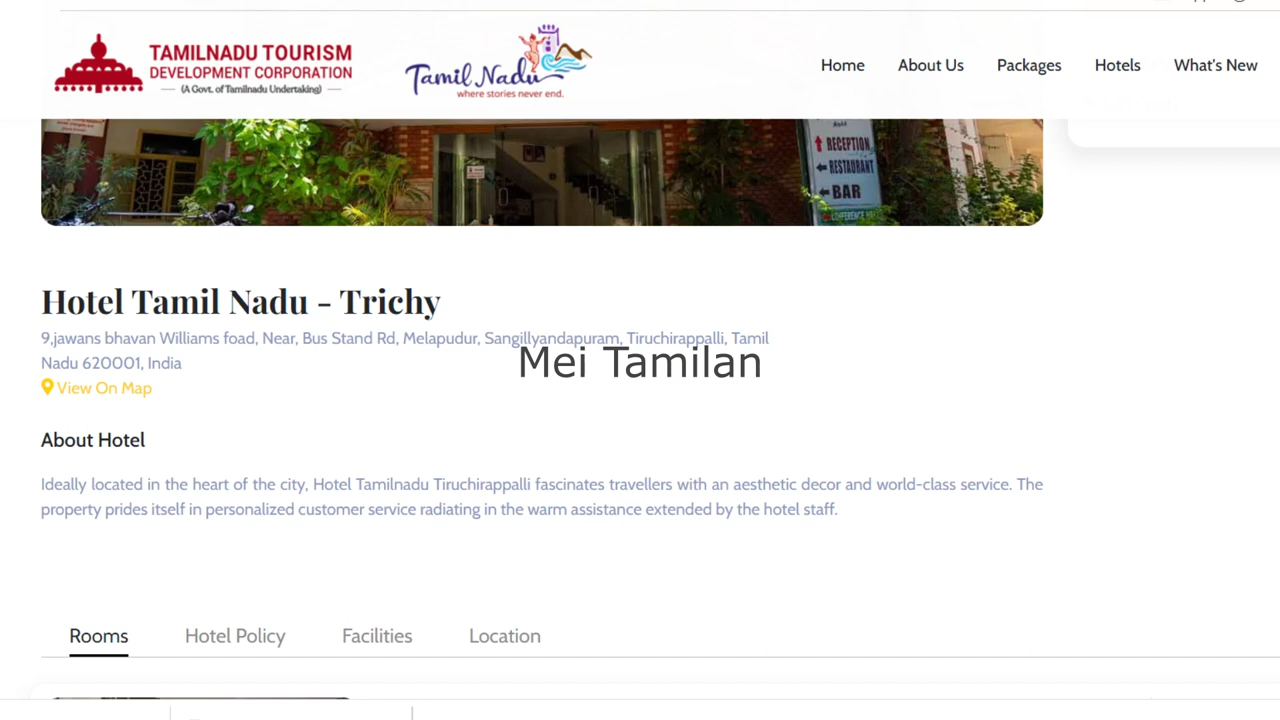 TAMILNADU TOURISM
DEVELOPMENT CORPORATION
(A Govt. of Tamilnadu Undertaking)
Tamil Nadu
where stories never end.
Home
About Us
Packages
Hotels
What's New
RECEPTION
RESTAURANT
BAR
Hotel Tamil Nadu - Trichy
9,jawans bhavan Williams foad, Near, Bus Stand Rd, Melapudur, Sangillyandapuram, Tiruchirappalli, Tamil
Nadu 620001, India
Mei Tamilan
View On Map
About Hotel
Ideally located in the heart of the city, Hotel Tamilnadu Tiruchirappalli fascinates travellers with an aesthetic decor and world-class service. The
property prides itself in personalized customer service radiating in the warm assistance extended by the hotel staff.
Rooms
Hotel Policy
Facilities
Location